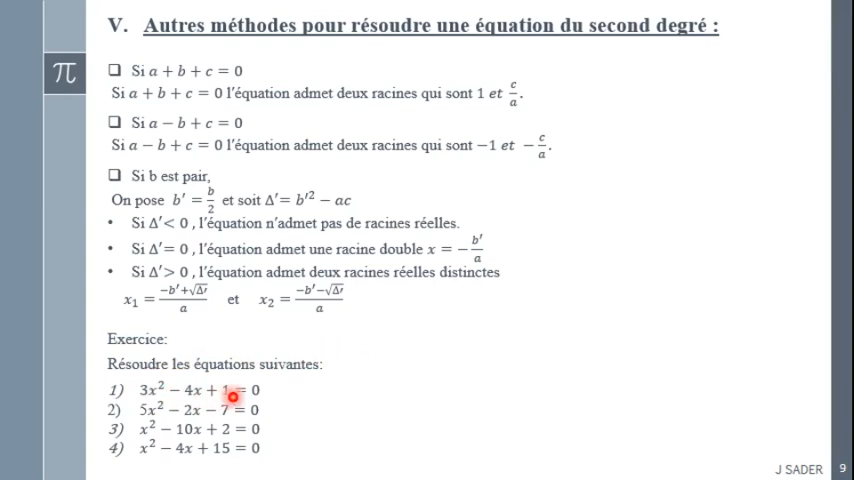 V. Autres méthodes pour résoudre une équation du second degré :
π
❑ Si a + b + c = 0
Si a + b + c = 0 l'équation admet deux racines qui sont 1 et c/a.
❑ Si a − b + c = 0
Si a − b + c = 0 l'équation admet deux racines qui sont −1 et − c/a.
❑ Si b est pair,
On pose b′ = b/2 et soit Δ′= b′² − ac
• Si Δ′< 0 , l'équation n'admet pas de racines réelles.
• Si Δ′= 0 , l'équation admet une racine double x = − b′/a
• Si Δ′> 0 , l'équation admet deux racines réelles distinctes
x₁ = (−b′+√Δ′)/a et x₂ = (−b′−√Δ′)/a
Exercice:
Résoudre les équations suivantes:
1) 3x² − 4x + 1 = 0
2) 5x² − 2x − 7 = 0
3) x² − 10x + 2 = 0
4) x² − 4x + 15 = 0
J SADER 9